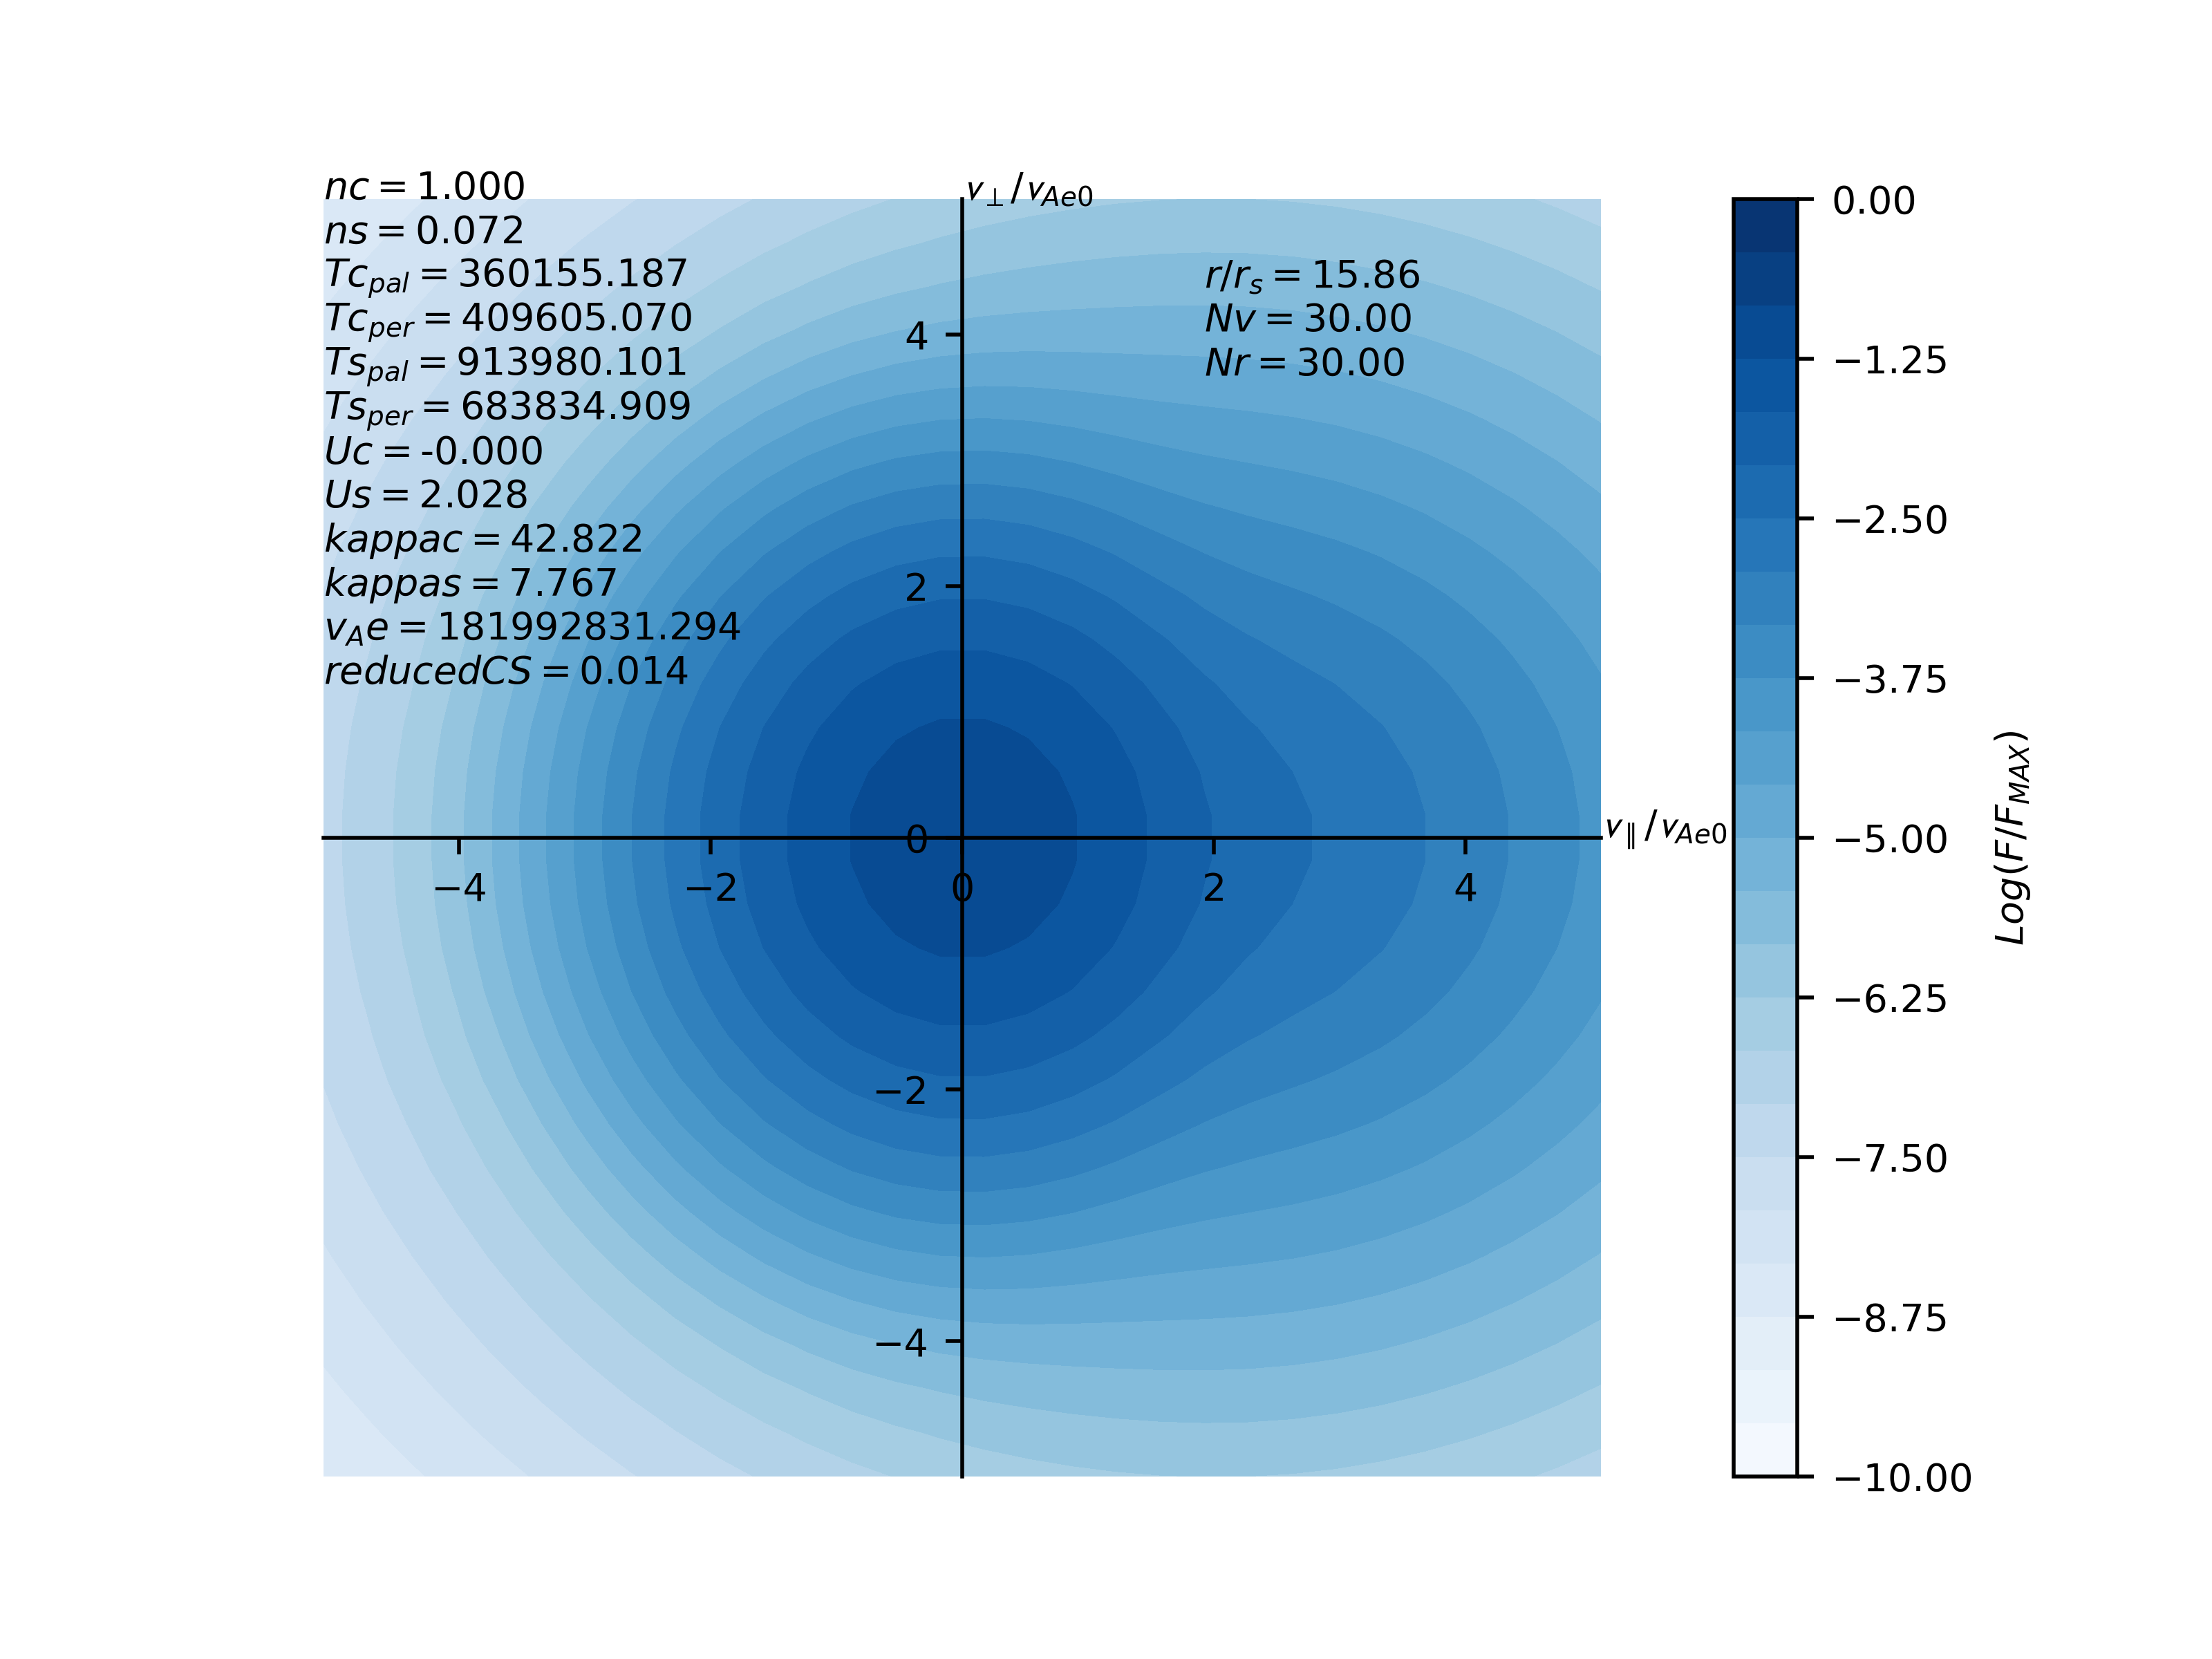 nc = 1.000
ns = 0.072
Tc_pal = 360155.187
Tc_per = 409605.070
Ts_pal = 913980.101
Ts_per = 683834.909
Uc = -0.000
Us = 2.028
kappac = 42.822
kappas = 7.767
v_A e = 181992831.294
reducedCS = 0.014
v_⊥/v_Ae0
r/r_s = 15.86
Nv = 30.00
Nr = 30.00
4
2
0
−2
−4
−4 −2 0 2 4
v_∥/v_Ae0
0.00
−1.25
−2.50
−3.75
−5.00
−6.25
−7.50
−8.75
−10.00
Log(F/F_MAX)